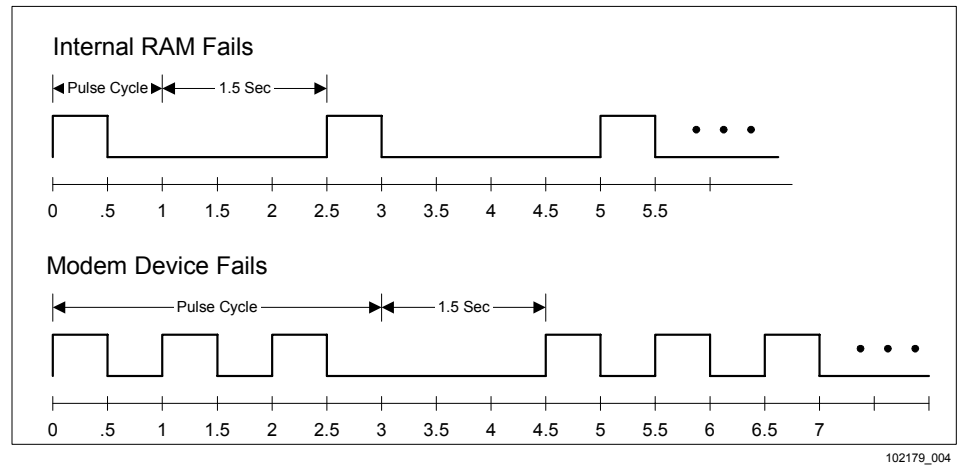 Internal RAM Fails
Pulse Cycle 1.5 Sec
0 .5 1 1.5 2 2.5 3 3.5 4 4.5 5 5.5
Modem Device Fails
Pulse Cycle 1.5 Sec
0 .5 1 1.5 2 2.5 3 3.5 4 4.5 5 5.5 6 6.5 7
102179_004